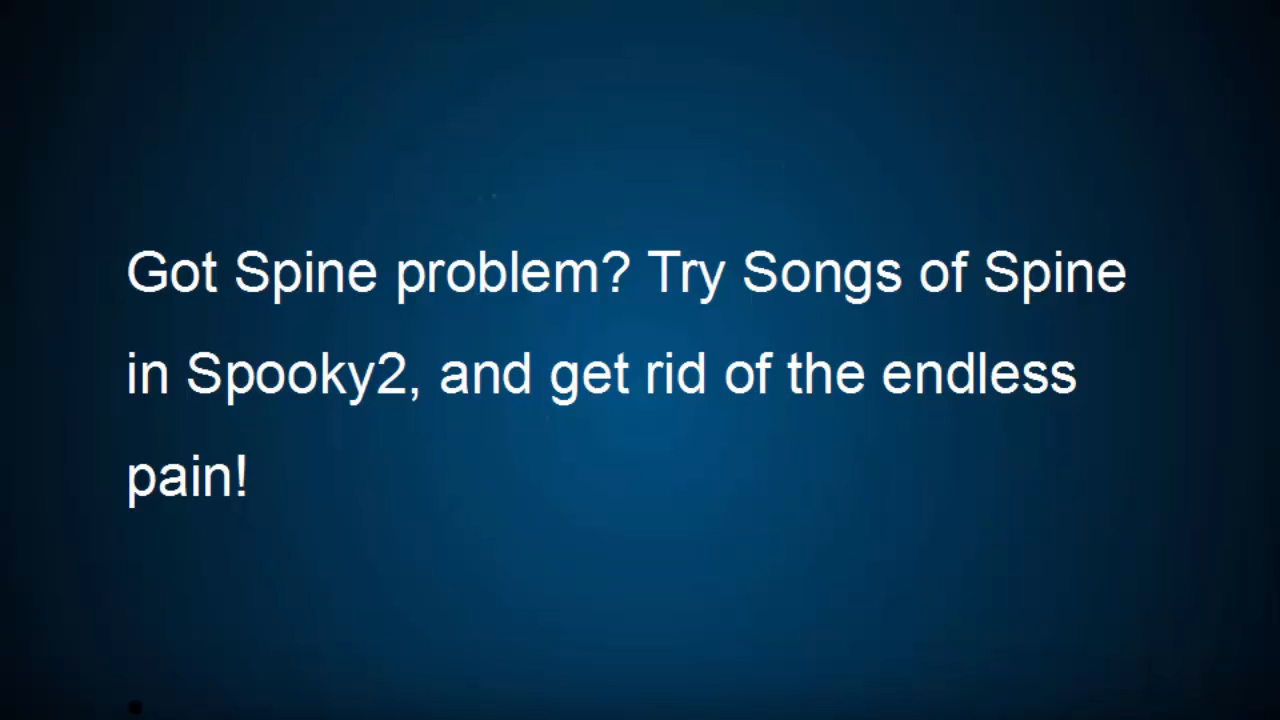 Got Spine problem? Try Songs of Spine
in Spooky2, and get rid of the endless
pain!